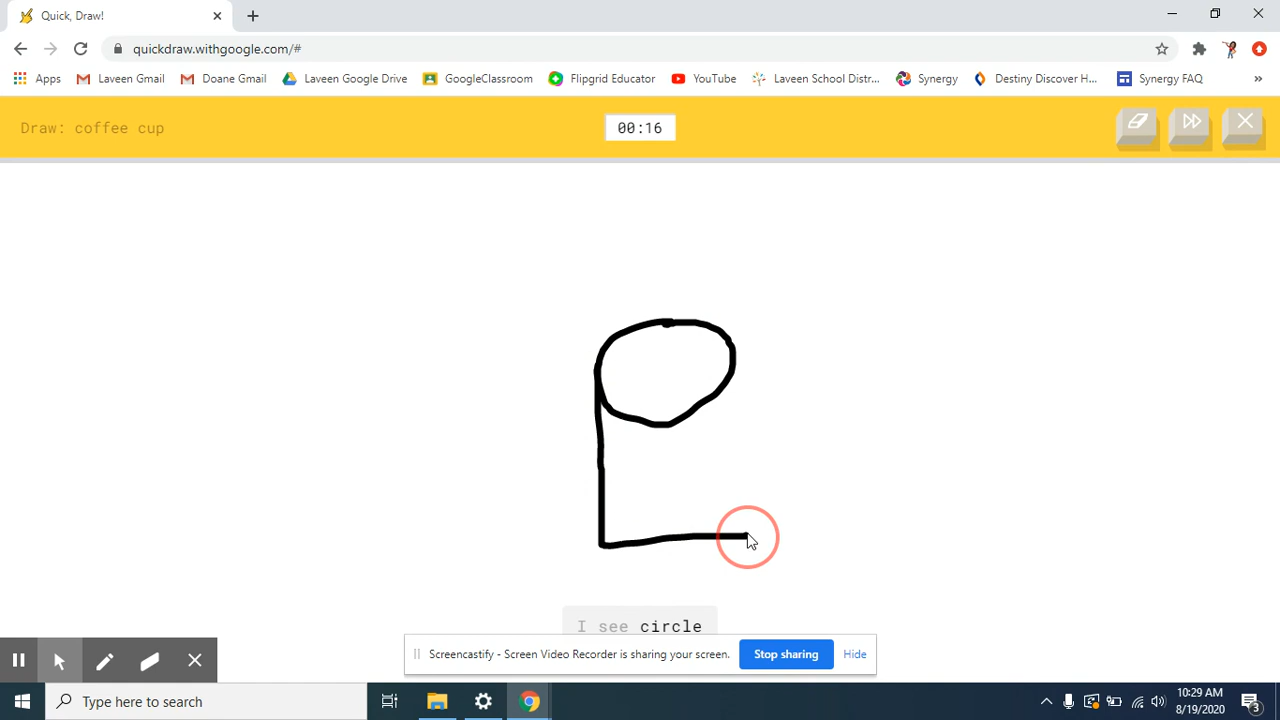 Quick, Draw!
quickdraw.withgoogle.com/#
Apps Laveen Gmail Doane Gmail Laveen Google Drive GoogleClassroom Flipgrid Educator YouTube Laveen School Distr... Synergy Destiny Discover H... Synergy FAQ »
Draw: coffee cup 00:16
I see circle
Screencastify - Screen Video Recorder is sharing your screen. Stop sharing Hide
Type here to search
10:29 AM
8/19/2020
3